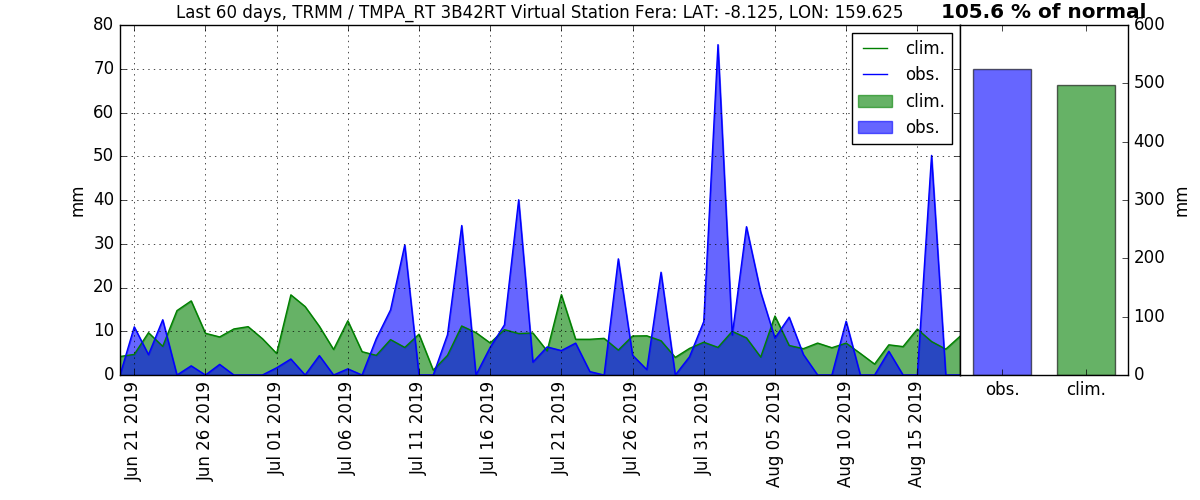 Last 60 days, TRMM / TMPA_RT 3B42RT Virtual Station Fera: LAT: -8.125, LON: 159.625
105.6 % of normal
80
70
60
50
40
30
20
10
0
mm
clim.
obs.
clim.
obs.
600
500
400
300
200
100
0
mm
Jun 21 2019
Jun 26 2019
Jul 01 2019
Jul 06 2019
Jul 11 2019
Jul 16 2019
Jul 21 2019
Jul 26 2019
Jul 31 2019
Aug 05 2019
Aug 10 2019
Aug 15 2019
obs.
clim.